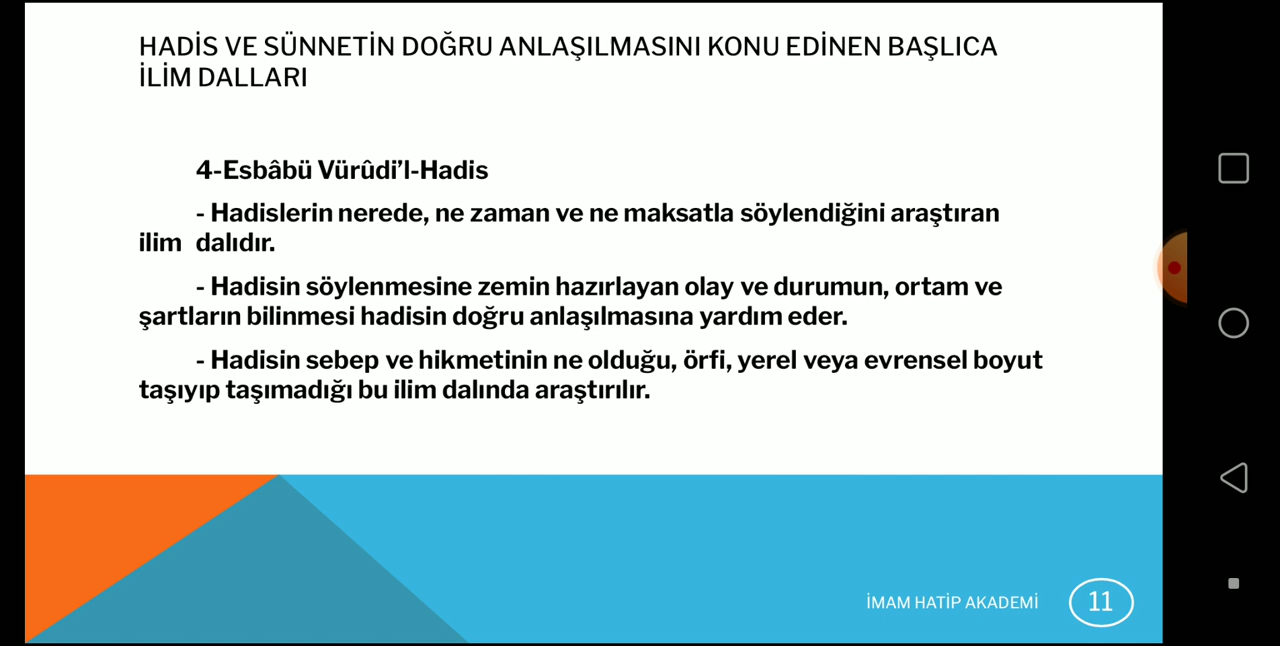 HADİS VE SÜNNETİN DOĞRU ANLAŞILMASINI KONU EDİNEN BAŞLICA
İLİM DALLARI
4-Esbâbü Vürûdi’l-Hadis
- Hadislerin nerede, ne zaman ve ne maksatla söylendiğini araştıran
ilim dalıdır.
- Hadisin söylenmesine zemin hazırlayan olay ve durumun, ortam ve
şartların bilinmesi hadisin doğru anlaşılmasına yardım eder.
- Hadisin sebep ve hikmetinin ne olduğu, örfi, yerel veya evrensel boyut
taşıyıp taşımadığı bu ilim dalında araştırılır.
İMAM HATİP AKADEMİ
11